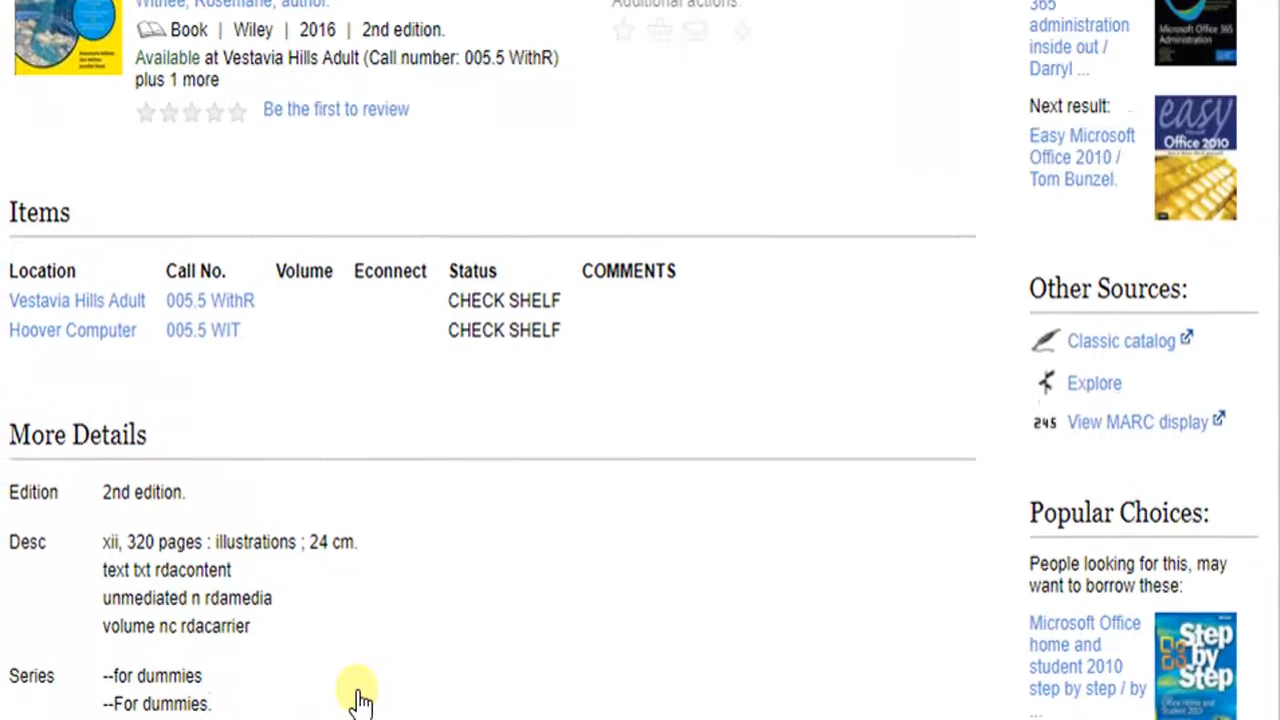 Withee, Rosemarie, author.
Book | Wiley | 2016 | 2nd edition.
Available at Vestavia Hills Adult (Call number: 005.5 WithR)
plus 1 more
Be the first to review
Additional actions:
Items
Location Call No. Volume Econnect Status COMMENTS
Vestavia Hills Adult 005.5 WithR CHECK SHELF
Hoover Computer 005.5 WIT CHECK SHELF
More Details
Edition 2nd edition.
Desc xii, 320 pages : illustrations ; 24 cm.
text txt rdacontent
unmediated n rdamedia
volume nc rdacarrier
Series --for dummies
--For dummies.
365
administration
inside out /
Darryl ...
Microsoft Office 365
Administration
Next result:
Easy Microsoft
Office 2010 /
Tom Bunzel.
easy
Office 2010
Other Sources:
Classic catalog
Explore
245 View MARC display
Popular Choices:
People looking for this, may
want to borrow these:
Microsoft Office
home and
student 2010
step by step / by
...
Step
by
Step